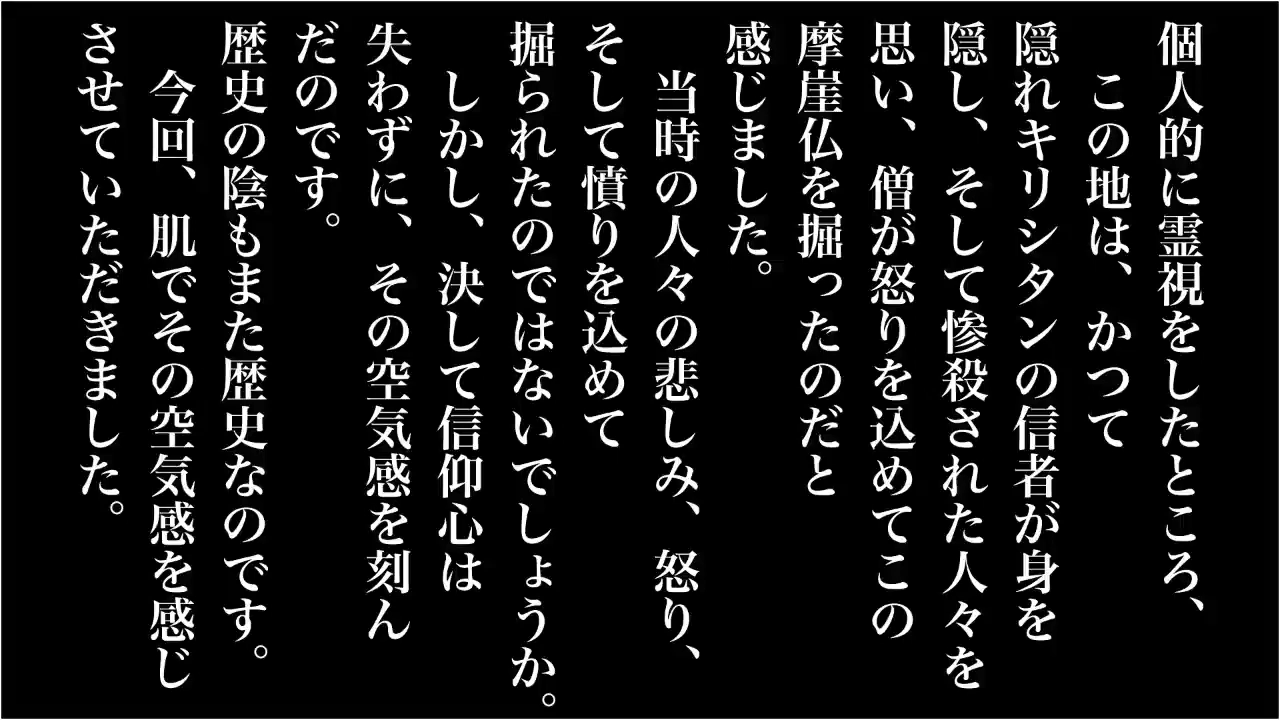 個人的に霊視をしたところ、
この地は、かつて
隠れキリシタンの信者が身を
隠し、そして惨殺された人々を
思い、僧が怒りを込めてこの
摩崖仏を掘ったのだと
感じました。
当時の人々の悲しみ、怒り、
そして憤りを込めて
掘られたのではないでしょうか。
しかし、決して信仰心は
失わずに、その空気感を刻ん
だのです。
歴史の陰もまた歴史なのです。
今回、肌でその空気感を感じ
させていただきました。